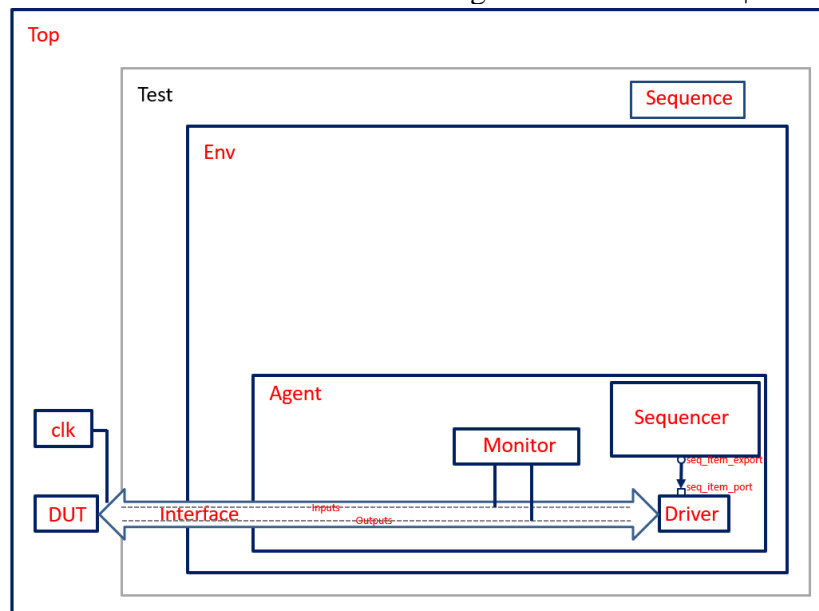 Top
Test
Sequence
Env
Agent
Sequencer
clk
Monitor
seq_item_export
seq_item_port
DUT
Interface
Inputs
Outputs
Driver